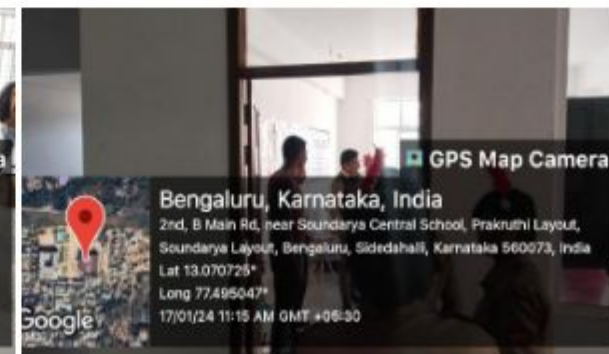 GPS Map Camera
Bengaluru, Karnataka, India
2nd, B Main Rd, near Soundarya Central School, Prakruthi Layout,
Soundarya Layout, Bengaluru, Sidedahalli, Karnataka 560073, India
Lat 13.070725°
Long 77.495047°
17/01/24 11:15 AM GMT +05:30
Google